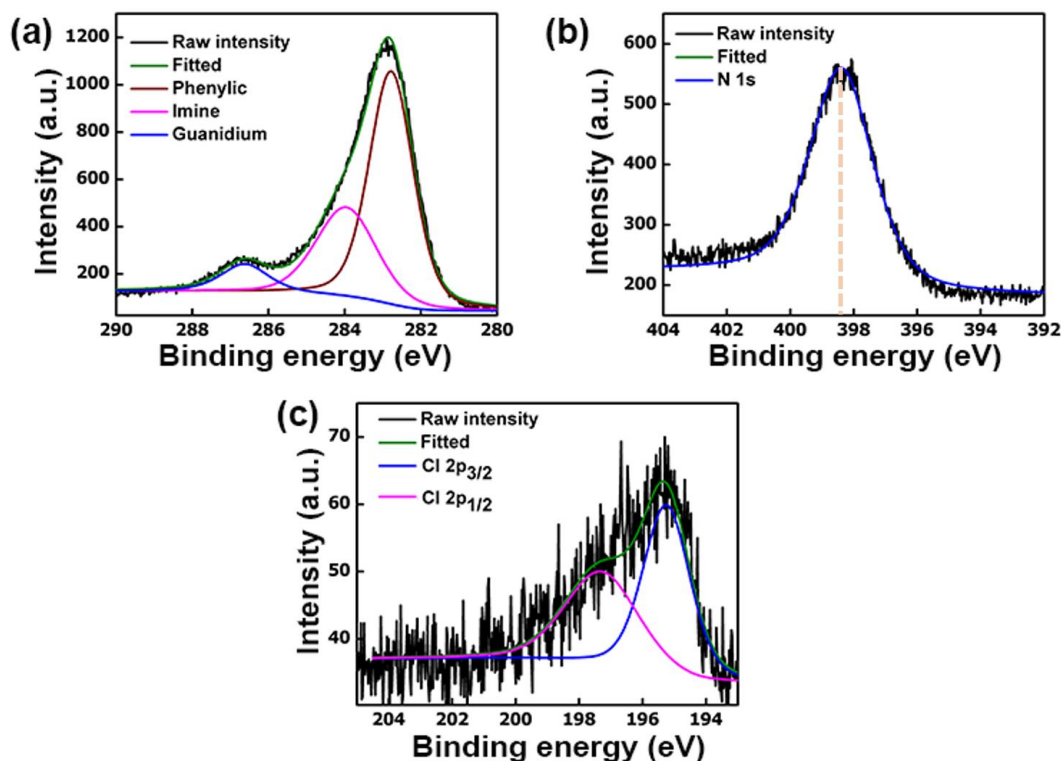 (a)
1200
1000
800
600
400
200
Intensity (a.u.)
Raw intensity
Fitted
Phenylic
Imine
Guanidium
290 288 286 284 282 280
Binding energy (eV)
(b)
600
500
400
300
200
Intensity (a.u.)
Raw intensity
Fitted
N 1s
404 402 400 398 396 394 392
Binding energy (eV)
(c)
70
60
50
40
Intensity (a.u.)
Raw intensity
Fitted
Cl 2p3/2
Cl 2p1/2
204 202 200 198 196 194
Binding energy (eV)